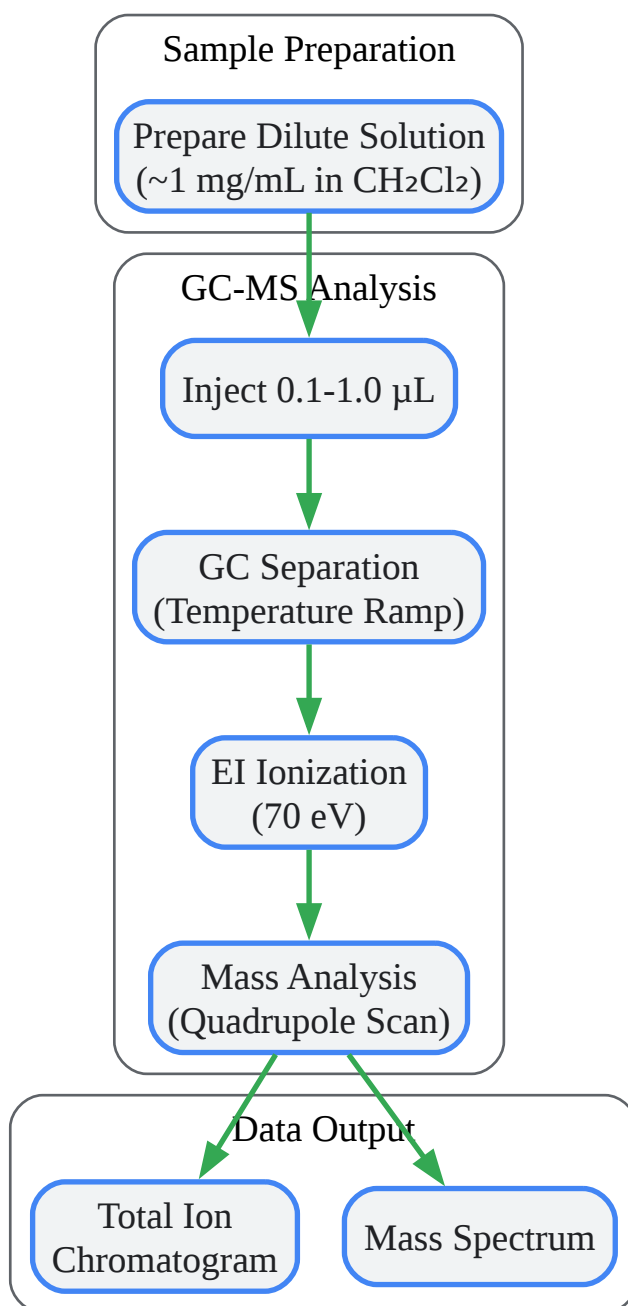 Sample Preparation
Prepare Dilute Solution
(~1 mg/mL in CH₂Cl₂)
GC-MS Analysis
Inject 0.1-1.0 µL
GC Separation
(Temperature Ramp)
EI Ionization
(70 eV)
Mass Analysis
(Quadrupole Scan)
Data Output
Total Ion
Chromatogram
Mass Spectrum